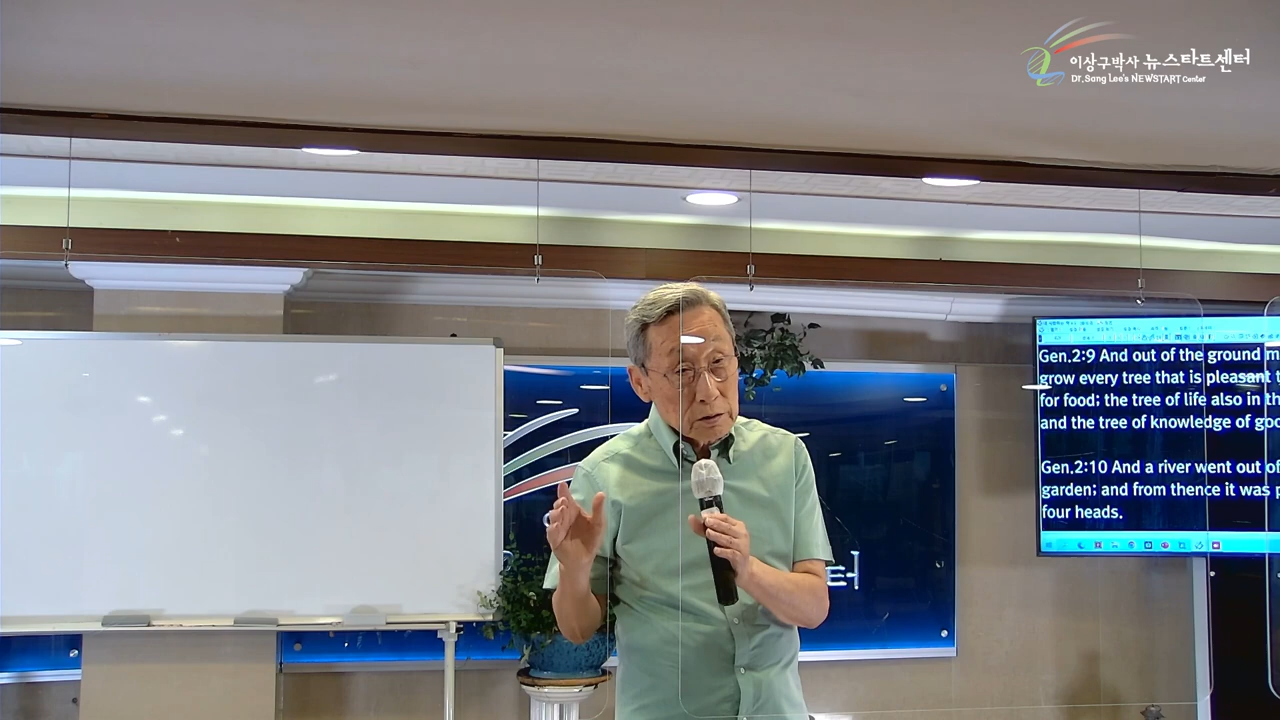 이상구박사 뉴스타트센터
Dr. Sang Lee's NEWSTART Center
Gen.2:9 And out of the ground m
grow every tree that is pleasant t
for food; the tree of life also in th
and the tree of knowledge of goo
Gen.2:10 And a river went out of
garden; and from thence it was p
four heads.
터